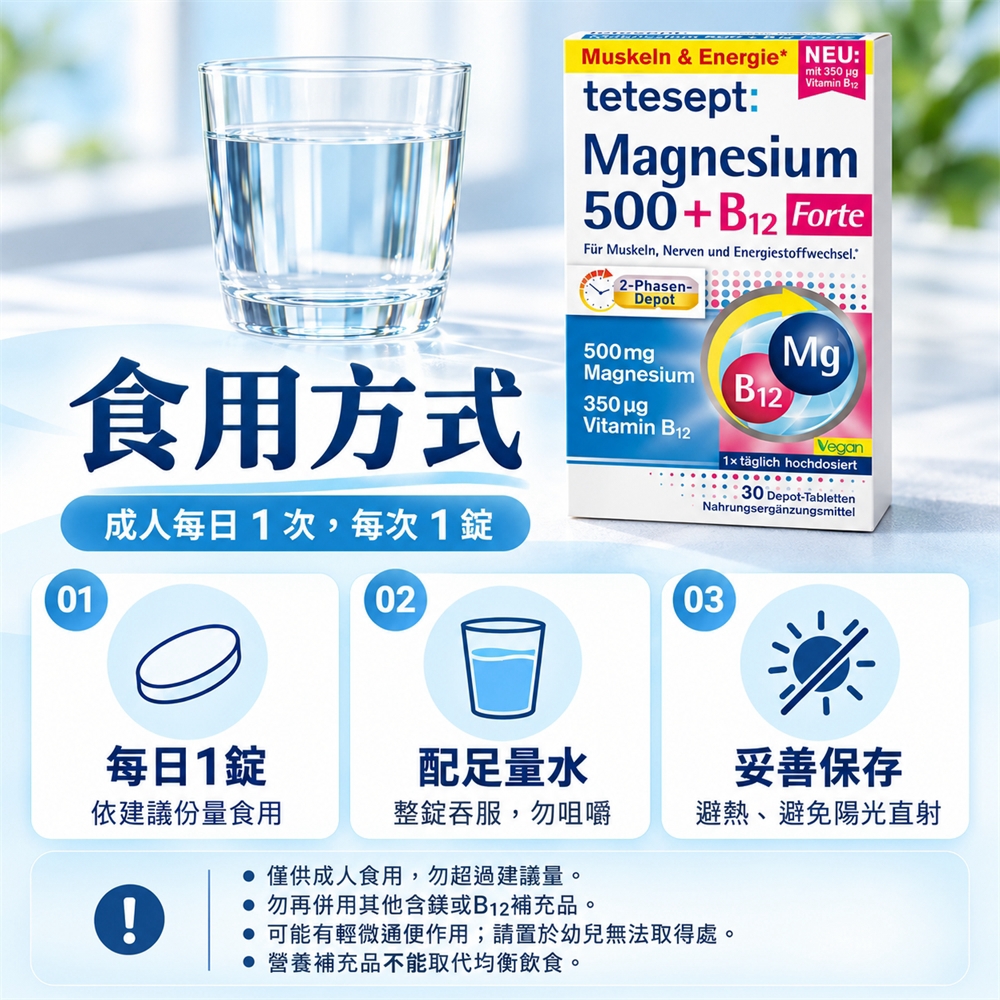 Muskeln & Energie*
NEU:
mit 350 µg
Vitamin B12
tetesept:
Magnesium
500 + B12 Forte
Für Muskeln, Nerven und Energiestoffwechsel.*
2-Phasen-
Depot
500mg
Magnesium
350µg
Vitamin B12
Mg
B12
Vegan
1x täglich hochdosiert
30 Depot-Tabletten
Nahrungsergänzungsmittel
食用方式
成人每日 1 次,每次 1 錠
01
每日1錠
依建議份量食用
02
配足量水
整錠吞服,勿咀嚼
03
妥善保存
避熱、避免陽光直射
!
• 僅供成人食用,勿超過建議量。
• 勿再併用其他含鎂或B12補充品。
• 可能有輕微通便作用;請置於幼兒無法取得處。
• 營養補充品不能取代均衡飲食。